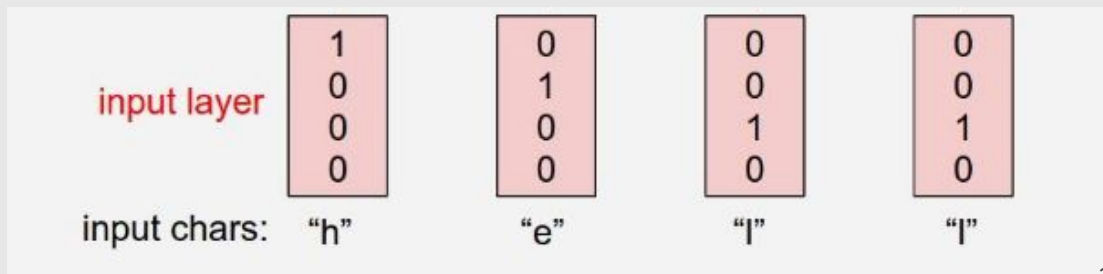 1 0 0 0
0 1 0 0
input layer
0 0 1 1
0 0 0 0
input chars: “h” “e” “l” “l”